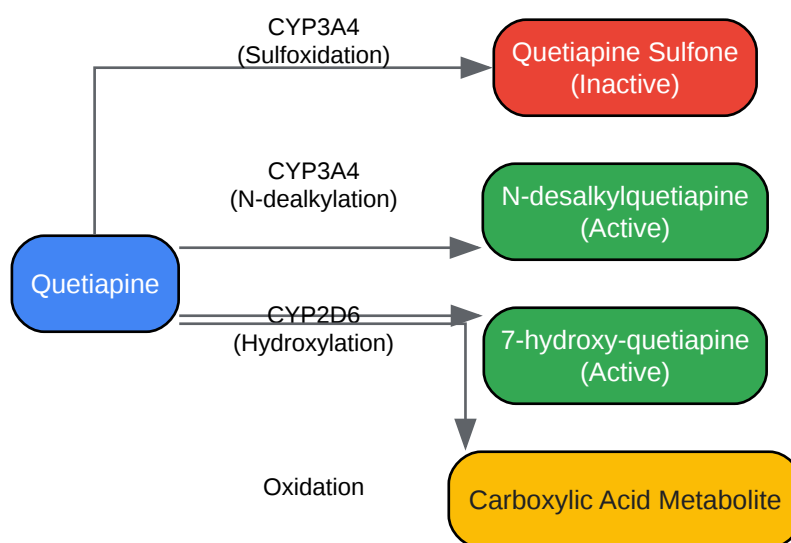 CYP3A4
(Sulfoxidation)
Quetiapine Sulfone
(Inactive)
CYP3A4
(N-dealkylation)
N-desalkylquetiapine
(Active)
Quetiapine
CYP2D6
(Hydroxylation)
7-hydroxy-quetiapine
(Active)
Oxidation
Carboxylic Acid Metabolite